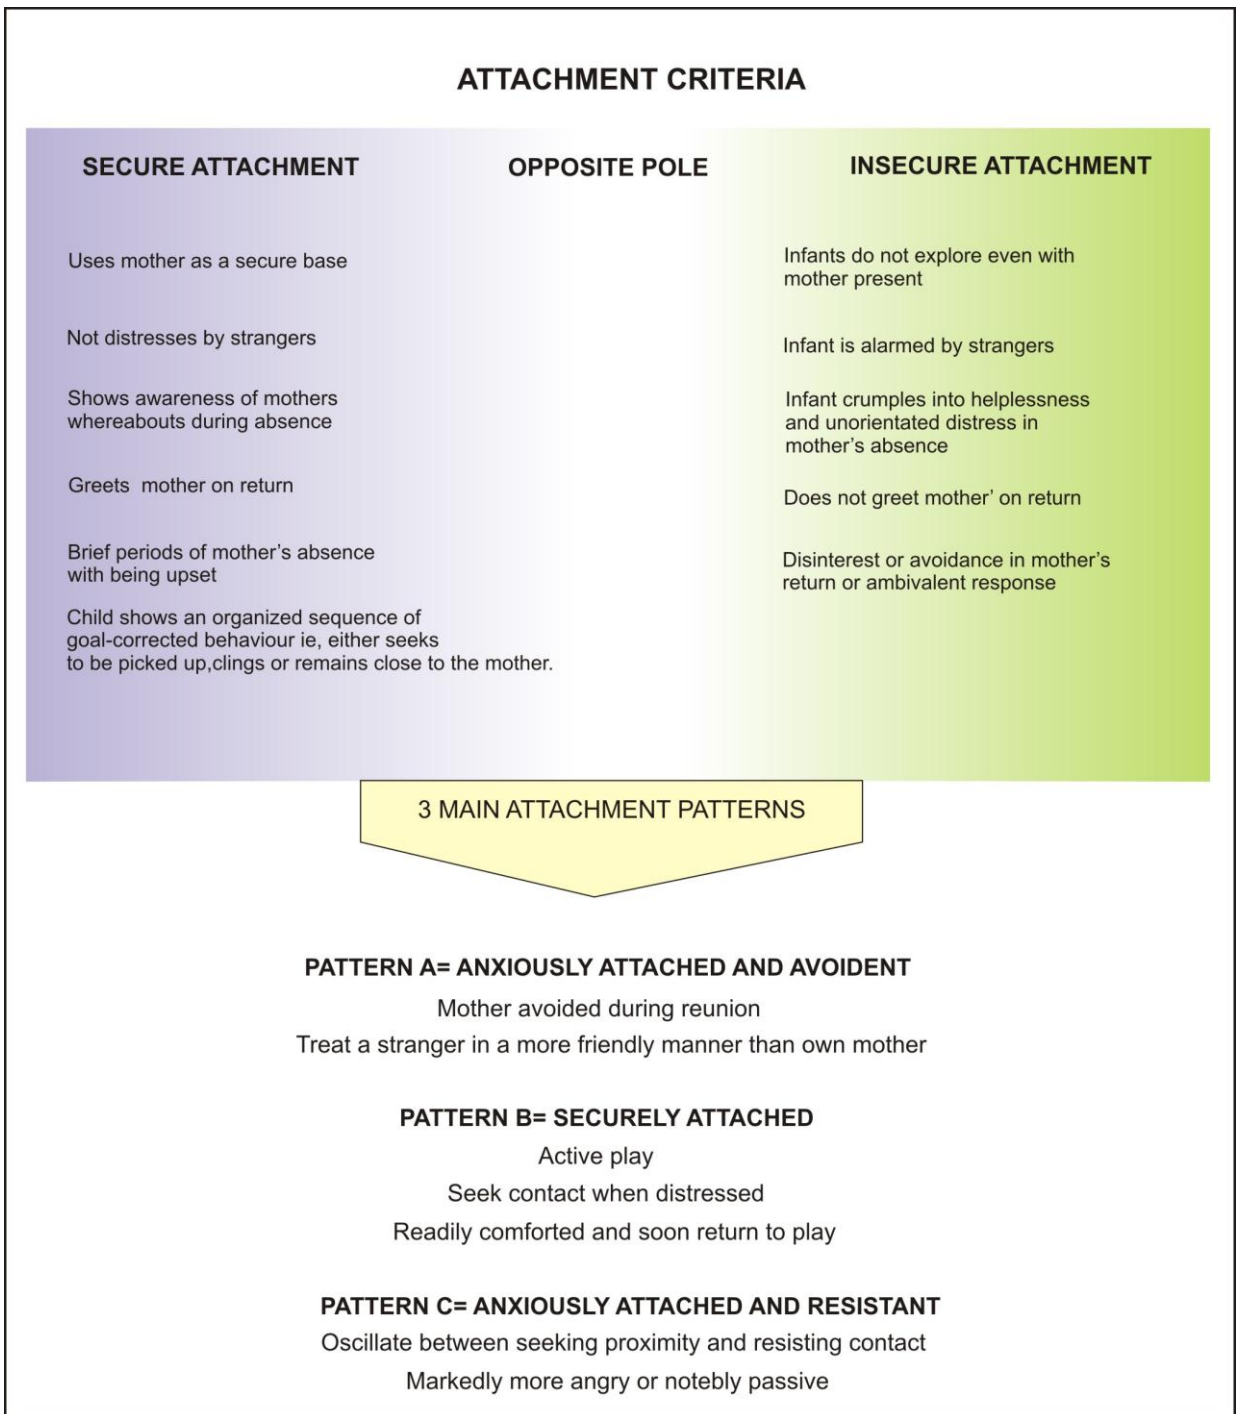 ATTACHMENT CRITERIA
SECURE ATTACHMENT
OPPOSITE POLE
INSECURE ATTACHMENT
Uses mother as a secure base
Not distresses by strangers
Shows awareness of mothers
whereabouts during absence
Greets  mother on return
Brief periods of mother's absence
with being upset
Child shows an organized sequence of
goal-corrected behaviour ie, either seeks
to be picked up,clings or remains close to the mother.
Infants do not explore even with
mother present
Infant is alarmed by strangers
Infant crumples into helplessness
and unorientated distress in
mother's absence
Does not greet mother' on return
Disinterest or avoidance in mother's
return or ambivalent response
3 MAIN ATTACHMENT PATTERNS
PATTERN A= ANXIOUSLY ATTACHED AND AVOIDENT
Mother avoided during reunion
Treat a stranger in a more friendly manner than own mother
PATTERN B= SECURELY ATTACHED
Active play
Seek contact when distressed
Readily comforted and soon return to play
PATTERN C= ANXIOUSLY ATTACHED AND RESISTANT
Oscillate between seeking proximity and resisting contact
Markedly more angry or notebly passive